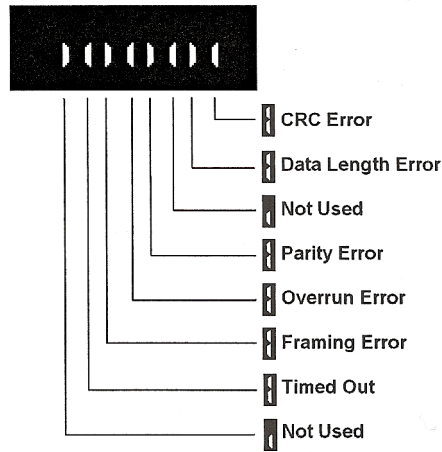 CRC Error
Data Length Error
Not Used
Parity Error
Overrun Error
Framing Error
Timed Out
Not Used